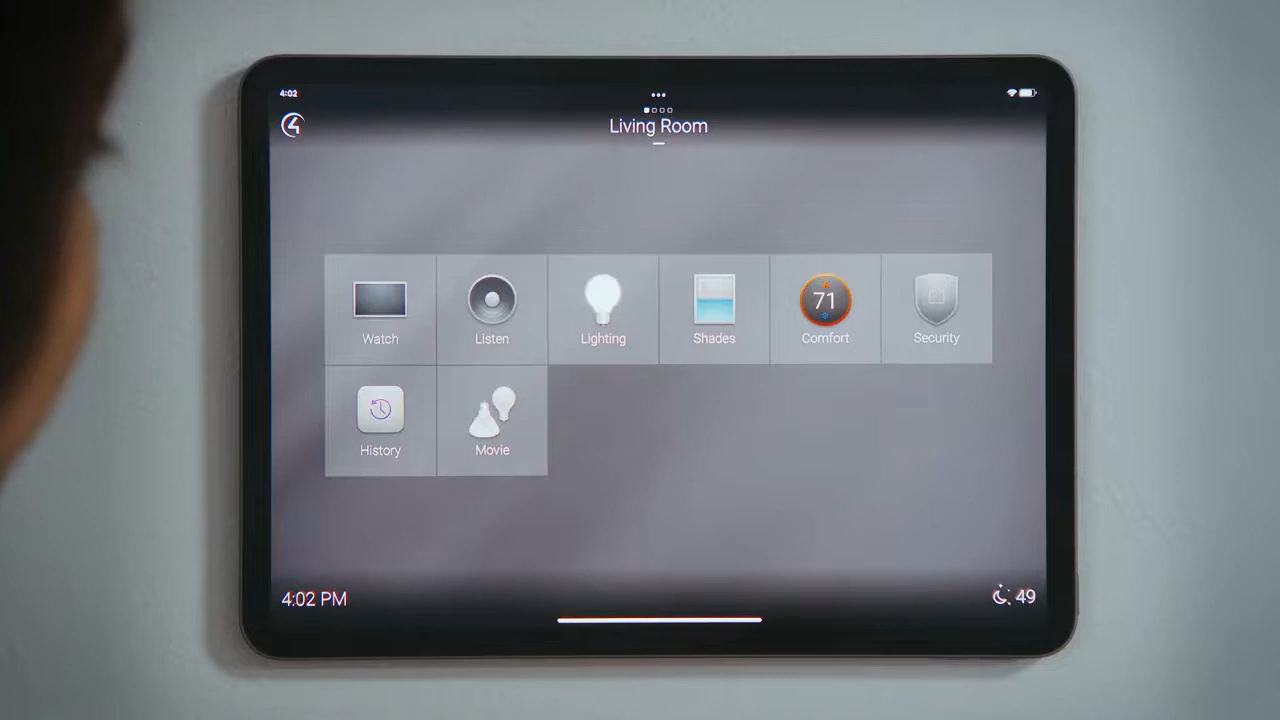 4:02
Living Room
71
Watch
Listen
Lighting
Shades
Comfort
Security
History
Movie
4:02 PM
49